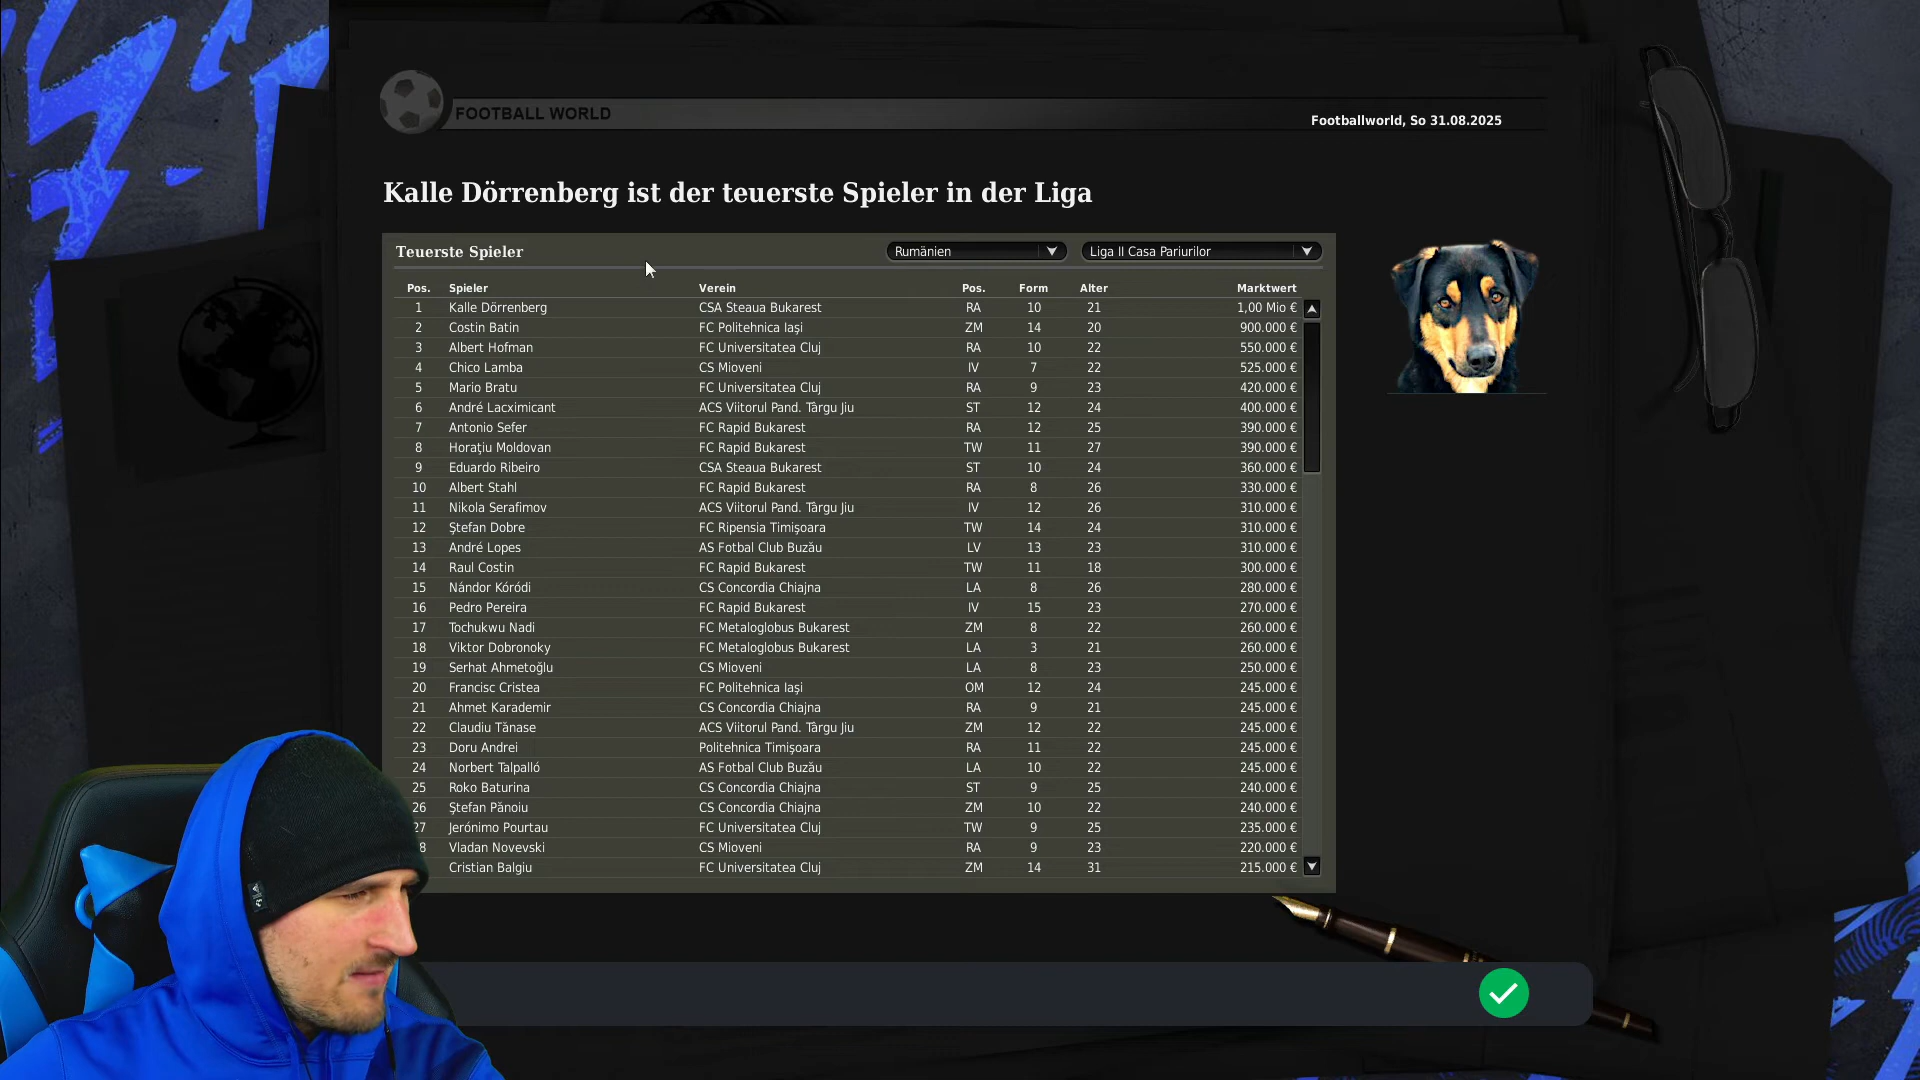 FOOTBALL WORLD
Footballworld, So 31.08.2025
Kalle Dörrenberg ist der teuerste Spieler in der Liga
Teuerste Spieler Rumänien Liga II Casa Pariurilor
Pos. Spieler Verein Pos. Form Alter Marktwert
1 Kalle Dörrenberg CSA Steaua Bukarest RA 10 21 1,00 Mio €
2 Costin Batin FC Politehnica Iaşi ZM 14 20 900.000 €
3 Albert Hofman FC Universitatea Cluj RA 10 22 550.000 €
4 Chico Lamba CS Mioveni IV 7 22 525.000 €
5 Mario Bratu FC Universitatea Cluj RA 9 23 420.000 €
6 André Lacximicant ACS Viitorul Pand. Târgu Jiu ST 12 24 400.000 €
7 Antonio Sefer FC Rapid Bukarest RA 12 25 390.000 €
8 Horaţiu Moldovan FC Rapid Bukarest TW 11 27 390.000 €
9 Eduardo Ribeiro CSA Steaua Bukarest ST 10 24 360.000 €
10 Albert Stahl FC Rapid Bukarest RA 8 26 330.000 €
11 Nikola Serafimov ACS Viitorul Pand. Târgu Jiu IV 12 26 310.000 €
12 Ştefan Dobre FC Ripensia Timişoara TW 14 24 310.000 €
13 André Lopes AS Fotbal Club Buzău LV 13 23 310.000 €
14 Raul Costin FC Rapid Bukarest TW 11 18 300.000 €
15 Nándor Kóródi CS Concordia Chiajna LA 8 26 280.000 €
16 Pedro Pereira FC Rapid Bukarest IV 15 23 270.000 €
17 Tochukwu Nadi FC Metaloglobus Bukarest ZM 8 22 260.000 €
18 Viktor Dobronoky FC Metaloglobus Bukarest LA 3 21 260.000 €
19 Serhat Ahmetoğlu CS Mioveni LA 8 23 250.000 €
20 Francisc Cristea FC Politehnica Iaşi OM 12 24 245.000 €
21 Ahmet Karademir CS Concordia Chiajna RA 9 21 245.000 €
22 Claudiu Tănase ACS Viitorul Pand. Târgu Jiu ZM 12 22 245.000 €
23 Doru Andrei Politehnica Timişoara RA 11 22 245.000 €
24 Norbert Talpalló AS Fotbal Club Buzău LA 10 22 245.000 €
25 Roko Baturina CS Concordia Chiajna ST 9 25 240.000 €
26 Ştefan Pănoiu CS Concordia Chiajna ZM 10 22 240.000 €
27 Jerónimo Pourtau FC Universitatea Cluj TW 9 25 235.000 €
8 Vladan Novevski CS Mioveni RA 9 23 220.000 €
Cristian Balgiu FC Universitatea Cluj ZM 14 31 215.000 €